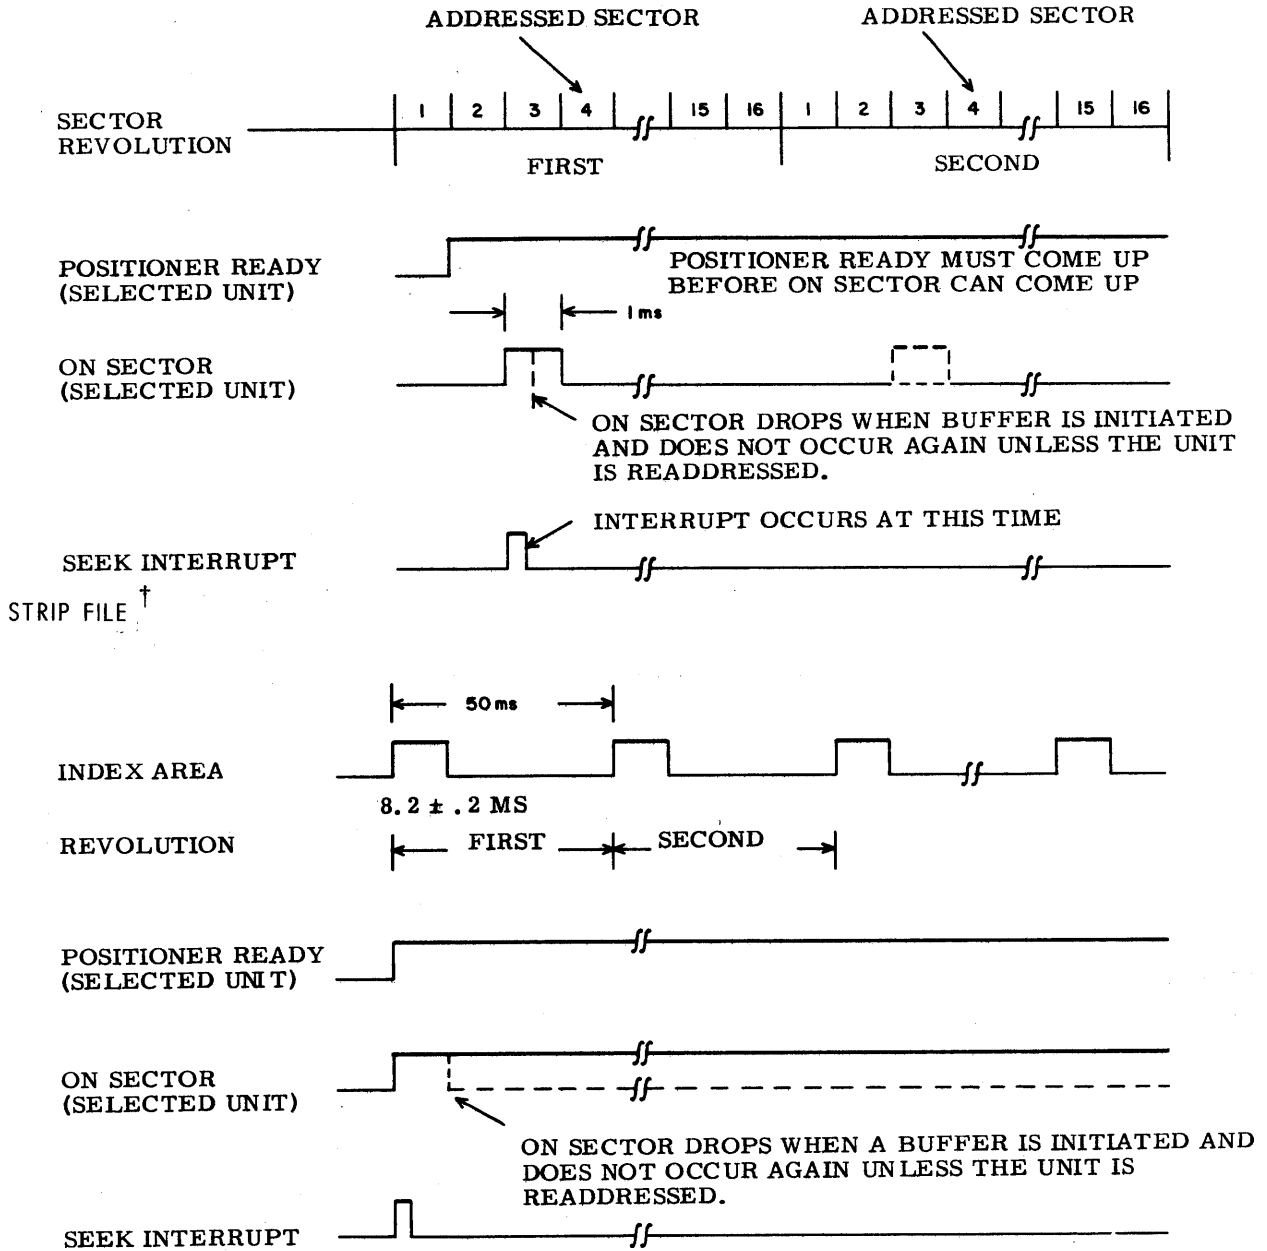 ADDRESSED SECTOR ADDRESSED SECTOR
1 2 3 4 15 16 1 2 3 4 15 16
SECTOR
REVOLUTION
FIRST SECOND
POSITIONER READY
(SELECTED UNIT)
POSITIONER READY MUST COME UP
BEFORE ON SECTOR CAN COME UP
1 ms
ON SECTOR
(SELECTED UNIT)
ON SECTOR DROPS WHEN BUFFER IS INITIATED
AND DOES NOT OCCUR AGAIN UNLESS THE UNIT
IS READDRESSED.
INTERRUPT OCCURS AT THIS TIME
SEEK INTERRUPT
STRIP FILE †
50 ms
INDEX AREA
8.2 ± .2 MS
REVOLUTION FIRST SECOND
POSITIONER READY
(SELECTED UNIT)
ON SECTOR
(SELECTED UNIT)
ON SECTOR DROPS WHEN A BUFFER IS INITIATED AND
DOES NOT OCCUR AGAIN UNLESS THE UNIT IS
READDRESSED.
SEEK INTERRUPT